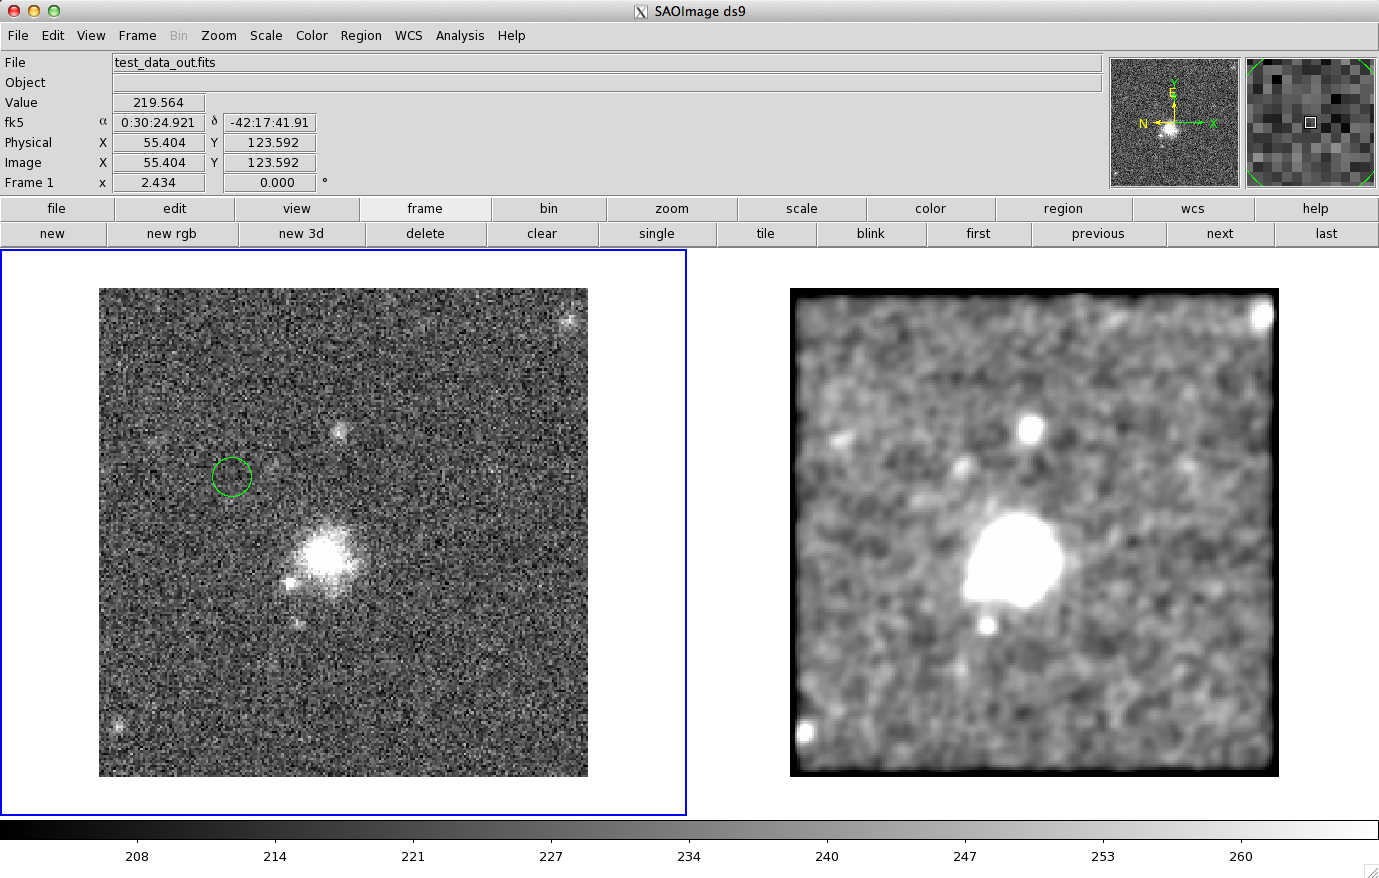 SAOImage ds9
File Edit View Frame Bin Zoom Scale Color Region WCS Analysis Help
File test_data_out.fits
Object
Value 219.564
fk5 α 0:30:24.921 δ -42:17:41.91
Physical X 55.404 Y 123.592
Image X 55.404 Y 123.592
Frame 1 x 2.434 0.000 °
Y
E
N X
file edit view frame bin zoom scale color region wcs help
new new rgb new 3d delete clear single tile blink first previous next last
208 214 221 227 234 240 247 253 260